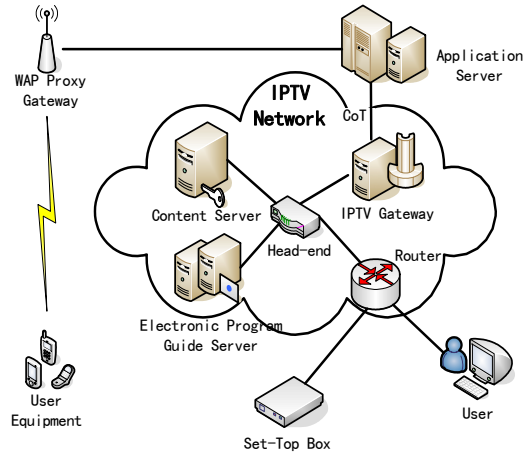 WAP Proxy
Gateway
Application
Server
IPTV
Network
CoT
Content Server
IPTV Gateway
Head-end
Router
Electronic Program
Guide Server
User
Equipment
Set-Top Box
User